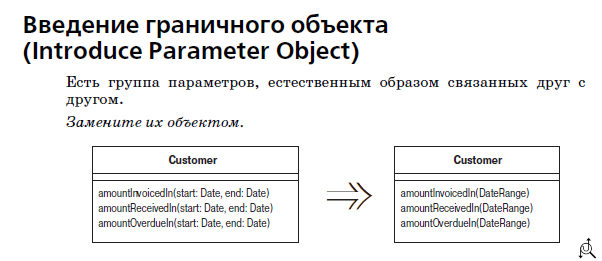 Введение граничного объекта
(Introduce Parameter Object)
Есть группа параметров, естественным образом связанных друг с
другом.
Замените их объектом.
Customer
amountInvoicedIn(start: Date, end: Date)
amountReceivedIn(start: Date, end: Date)
amountOverdueIn(start: Date, end: Date)
Customer
amountInvoicedIn(DateRange)
amountReceivedIn(DateRange)
amountOverdueIn(DateRange)